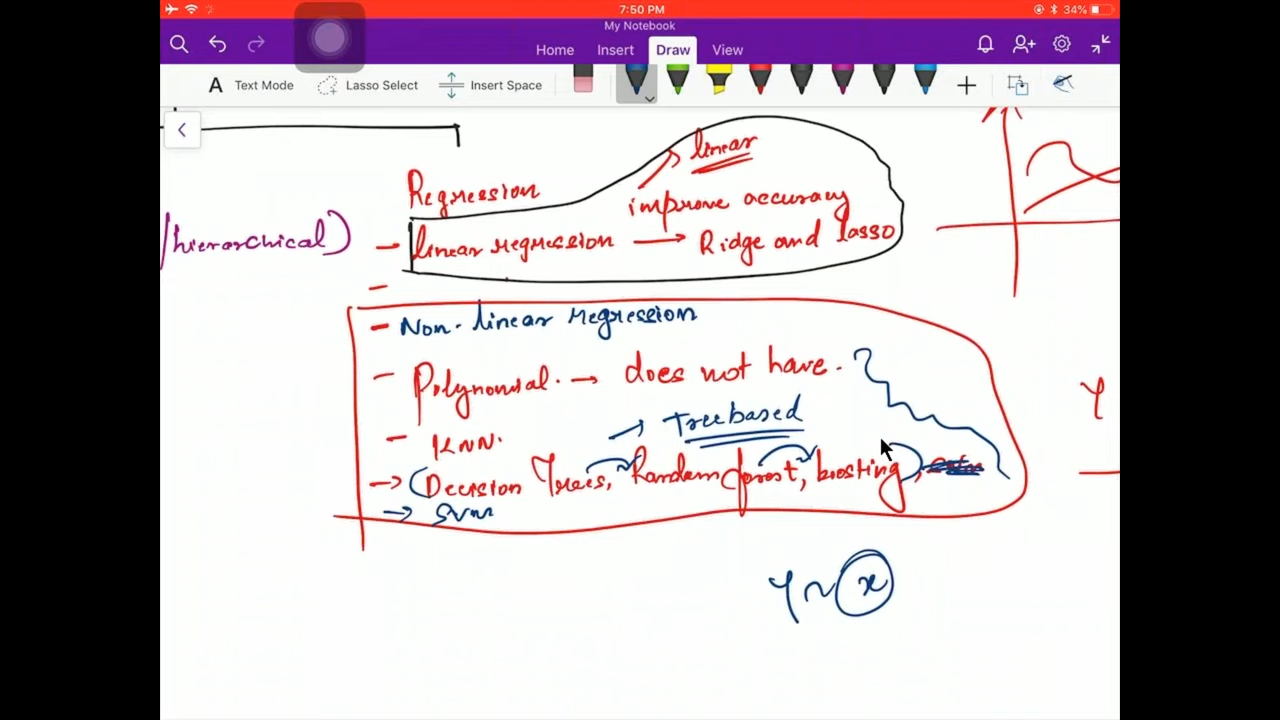 7:50 PM
34%
My Notebook
Home Insert Draw View
Text Mode Lasso Select Insert Space
linear
Regression
improve accuracy
/hierarchical)
- linear regression → Ridge and lasso
-
- Non-linear regression
- Polynomial. → does not have.
→ Tree based
- KNN.
→ (Decision Trees, Random forest, boosting),
→ SVM
Y ~ x
Y